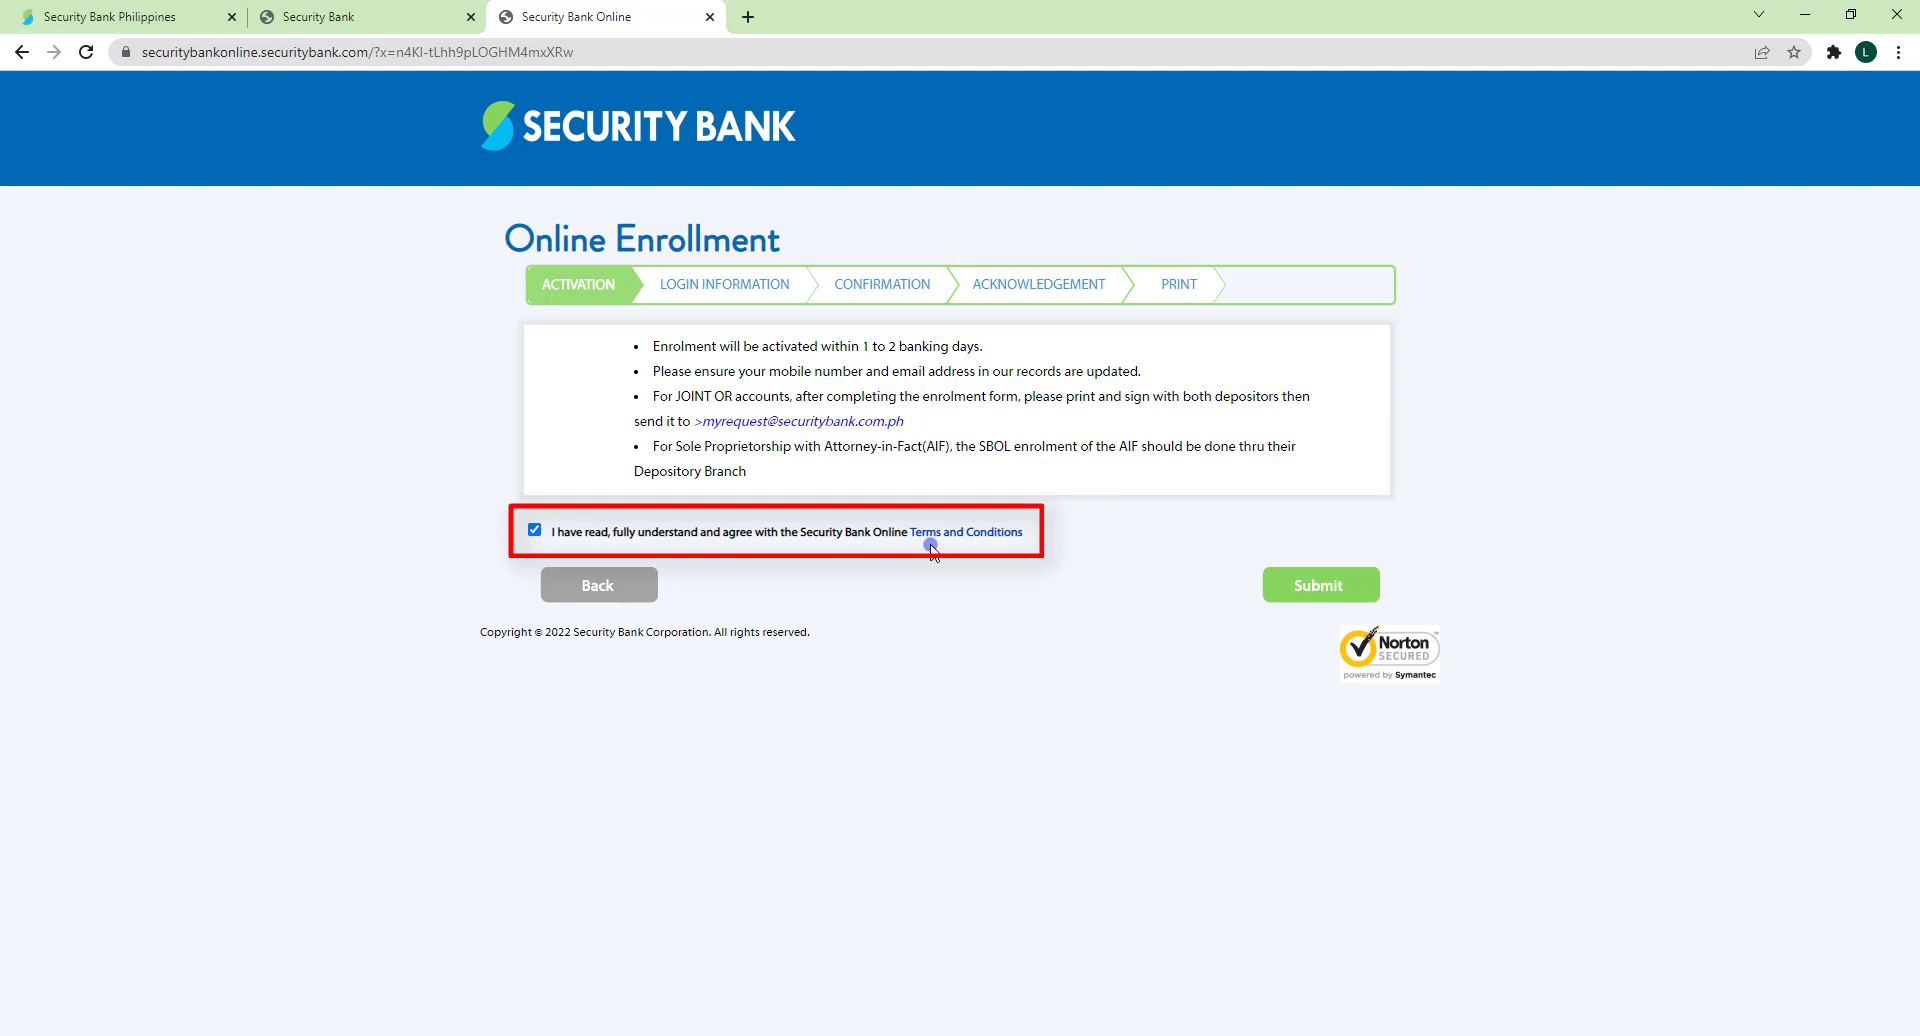 Security Bank Philippines
Security Bank
Security Bank Online
securitybankonline.securitybank.com/?x=n4KI-tLhh9pLOGHM4mxXRw
L
SECURITY BANK
Online Enrollment
ACTIVATION
LOGIN INFORMATION
CONFIRMATION
ACKNOWLEDGEMENT
PRINT
• Enrolment will be activated within 1 to 2 banking days.
• Please ensure your mobile number and email address in our records are updated.
• For JOINT OR accounts, after completing the enrolment form, please print and sign with both depositors then
send it to >myrequest@securitybank.com.ph
• For Sole Proprietorship with Attorney-in-Fact(AIF), the SBOL enrolment of the AIF should be done thru their
Depository Branch
I have read, fully understand and agree with the Security Bank Online Terms and Conditions
Back
Submit
Copyright © 2022 Security Bank Corporation. All rights reserved.
Norton
SECURED
powered by Symantec